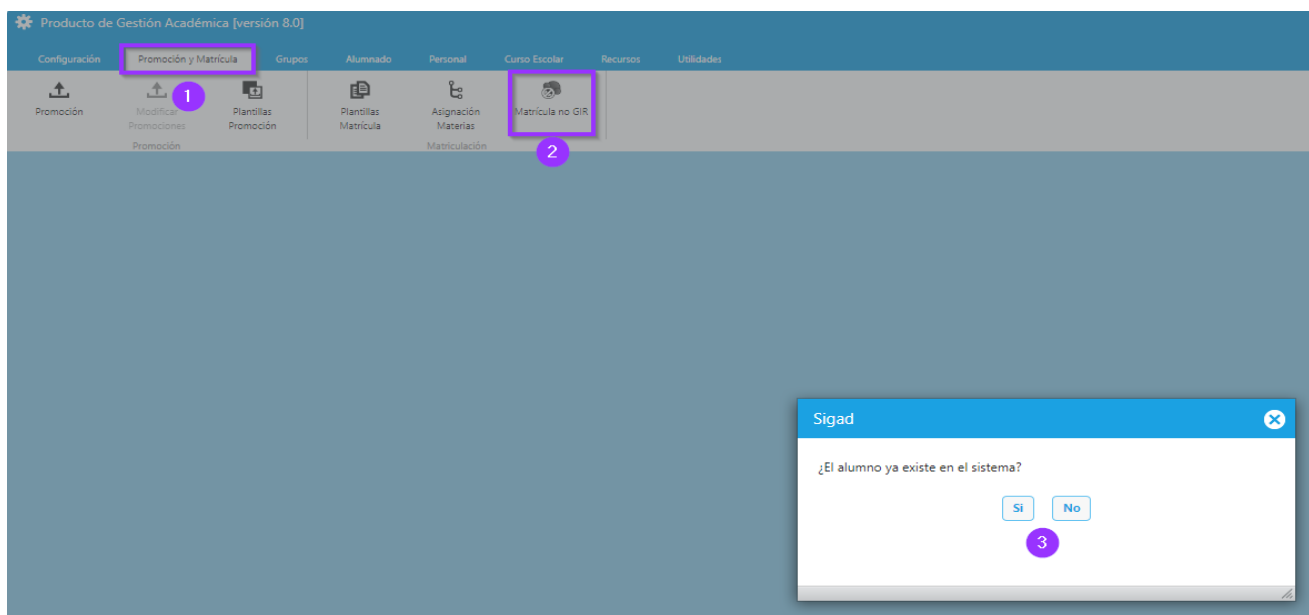 Producto de Gestión Académica [versión 8.0]
Configuración Promoción y Matrícula Grupos Alumnado Personal Curso Escolar Recursos Utilidades
1
Promoción Modificar Plantillas Plantillas Asignación Matrícula no GIR
Promociones Promoción Matrícula Materias
Promoción Matriculación
2
Sigad
¿El alumno ya existe en el sistema?
Si No
3